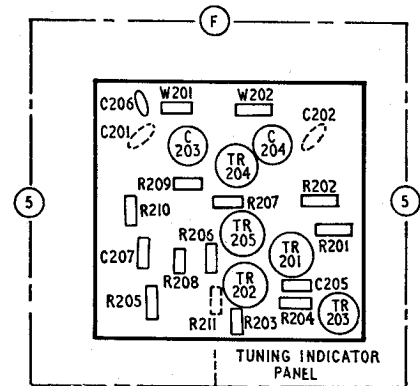 F
W201 W202
C206
C201
C202
C
203
C
204
TR
204
R209
R202
R210
R207
TR
205
R206
R201
C207
TR
201
R208
TR
202
C205
R205
R204
TR
203
R211
R203
5
5
TUNING INDICATOR
PANEL